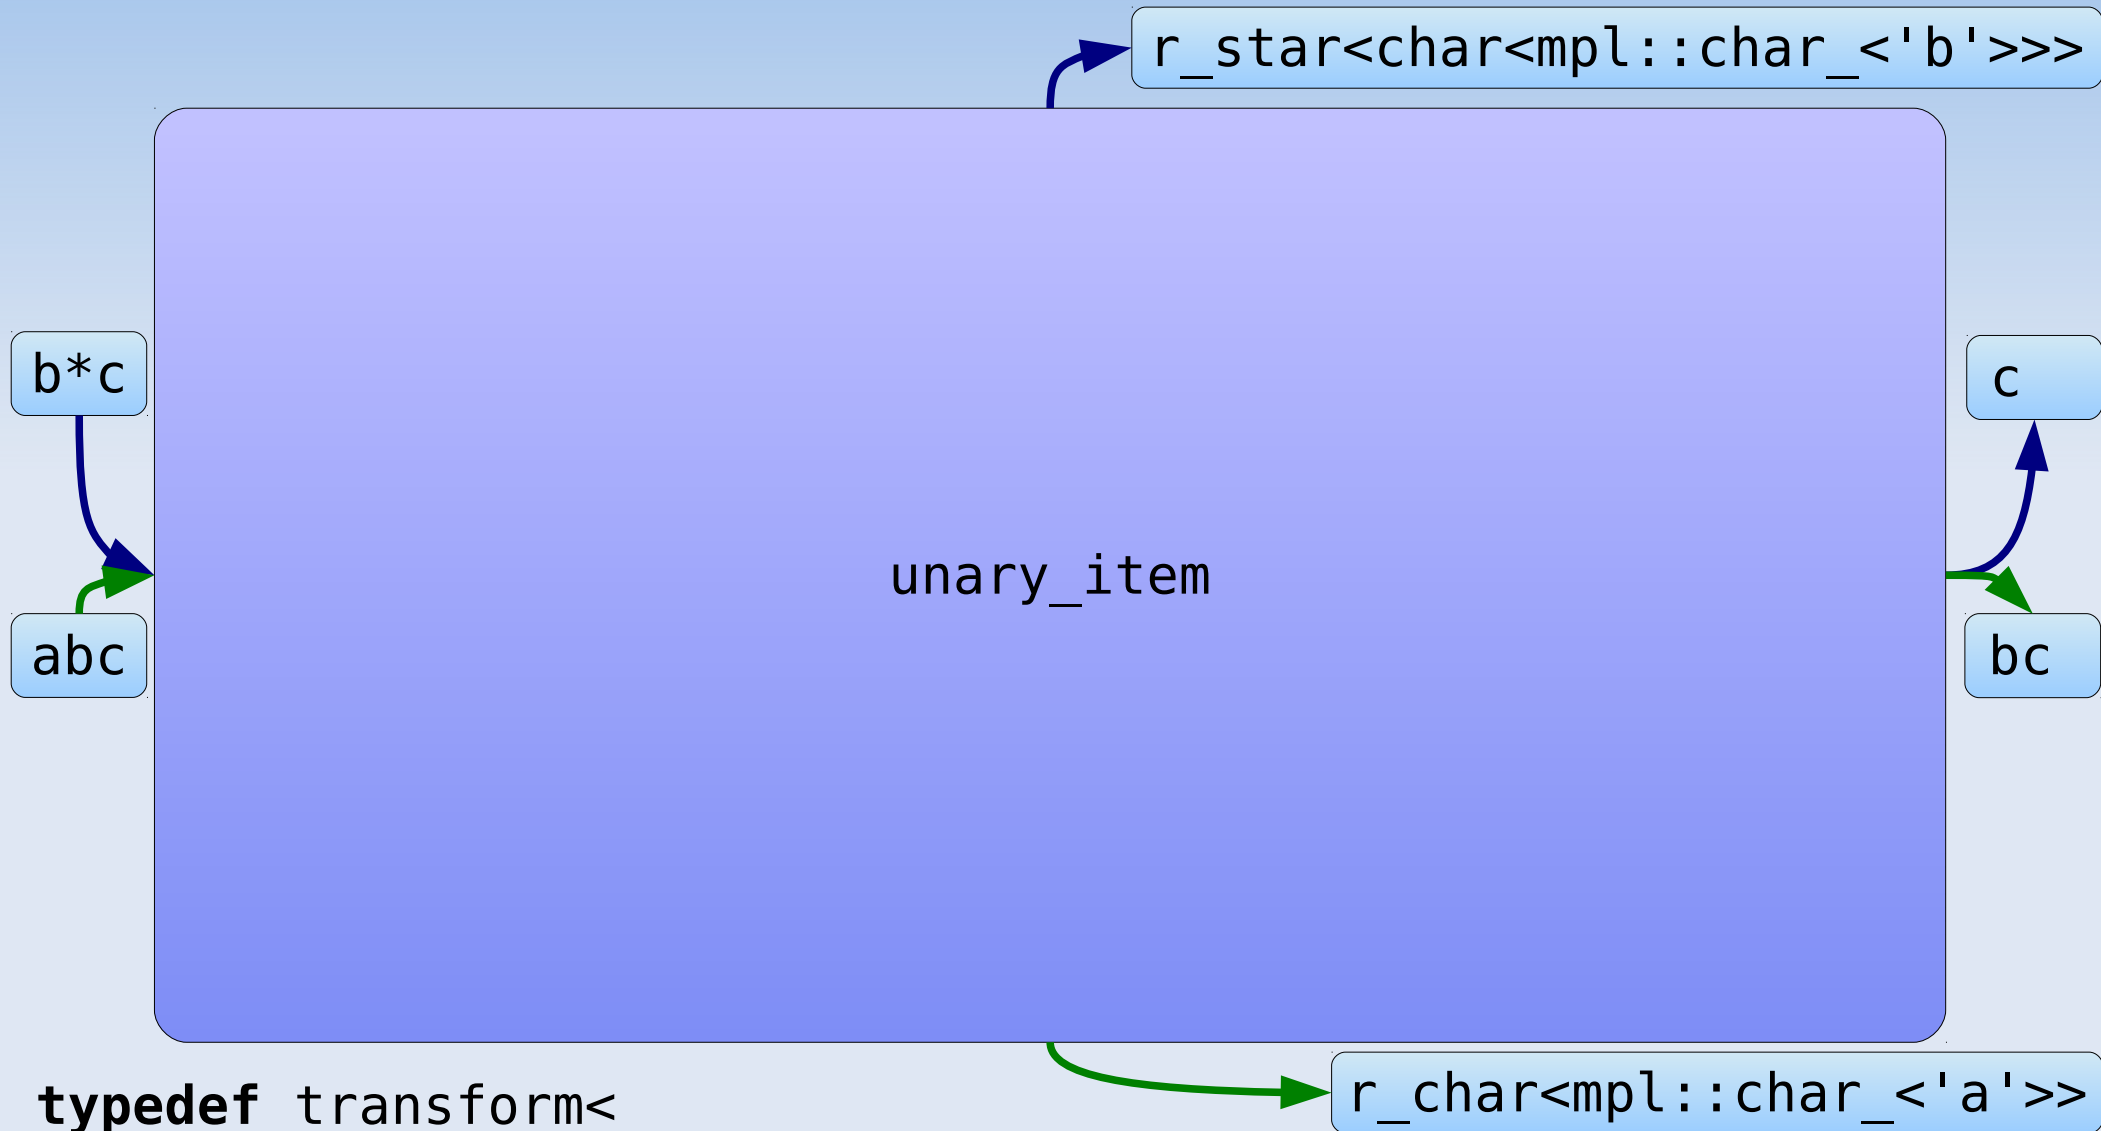 r_star<char<mpl::char_<'b'>>>
b*c
c
unary_item
abc
bc
typedef transform<
r_char<mpl::char_<'a'>>